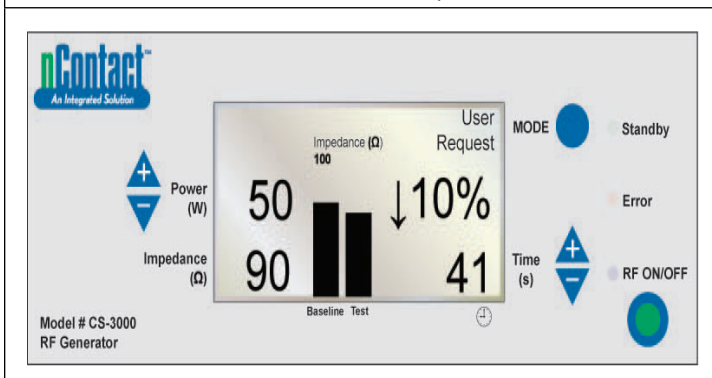 nContact™
An Integrated Solution
Power
(W)
Impedance
(Ω)
50
90
Impedance (Ω)
100
Baseline Test
User
Request
↓10%
41
MODE
Standby
Error
Time
(s)
RF ON/OFF
+
−
+
−
Model # CS-3000
RF Generator